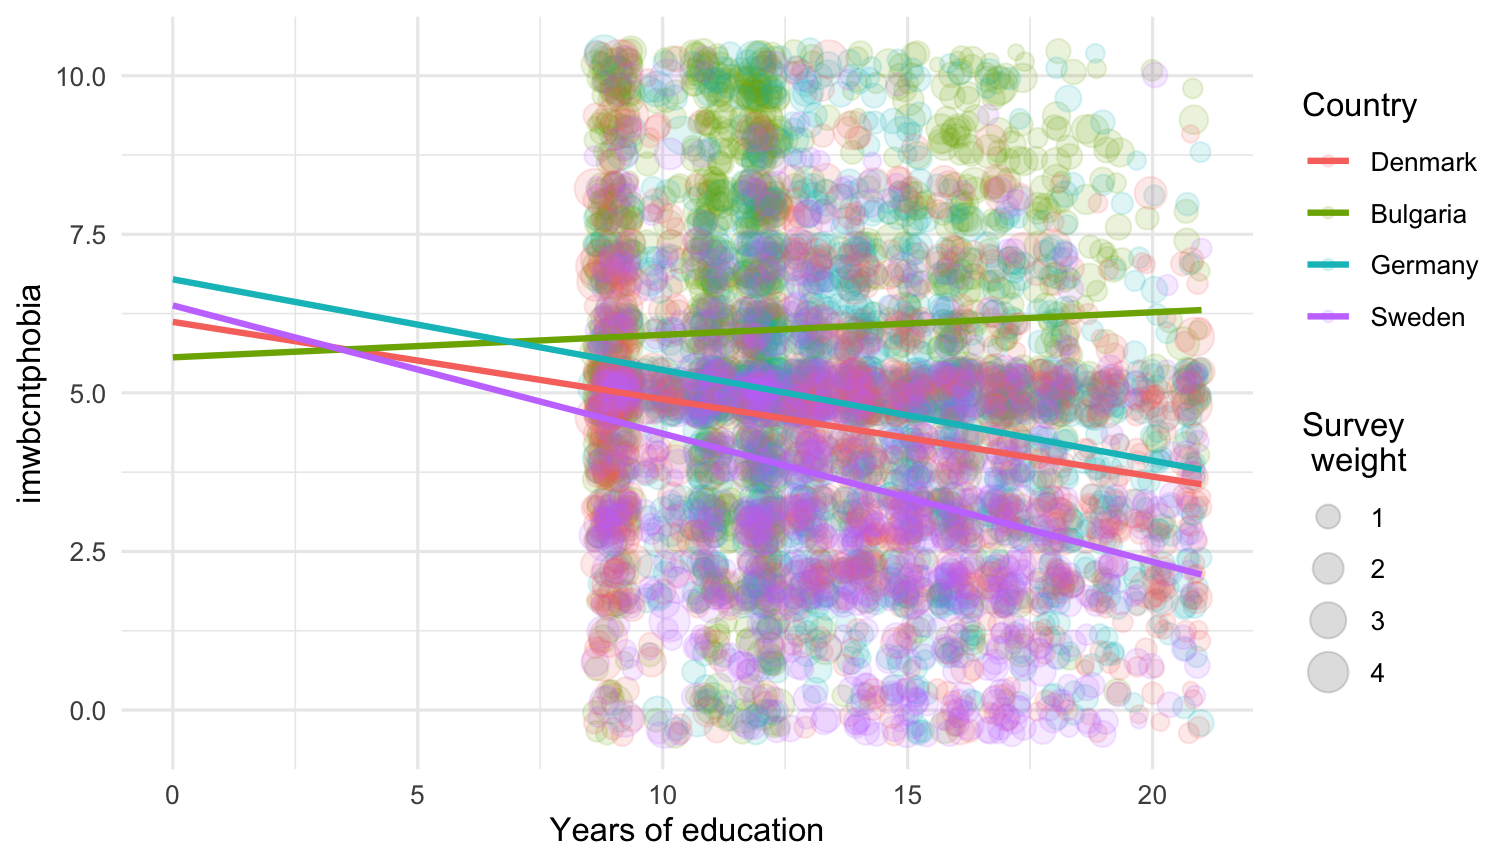 10.0
7.5
5.0
2.5
0.0
imwbcntphobia
0 5 10 15 20
Years of education
Country
Denmark
Bulgaria
Germany
Sweden
Survey
weight
1
2
3
4